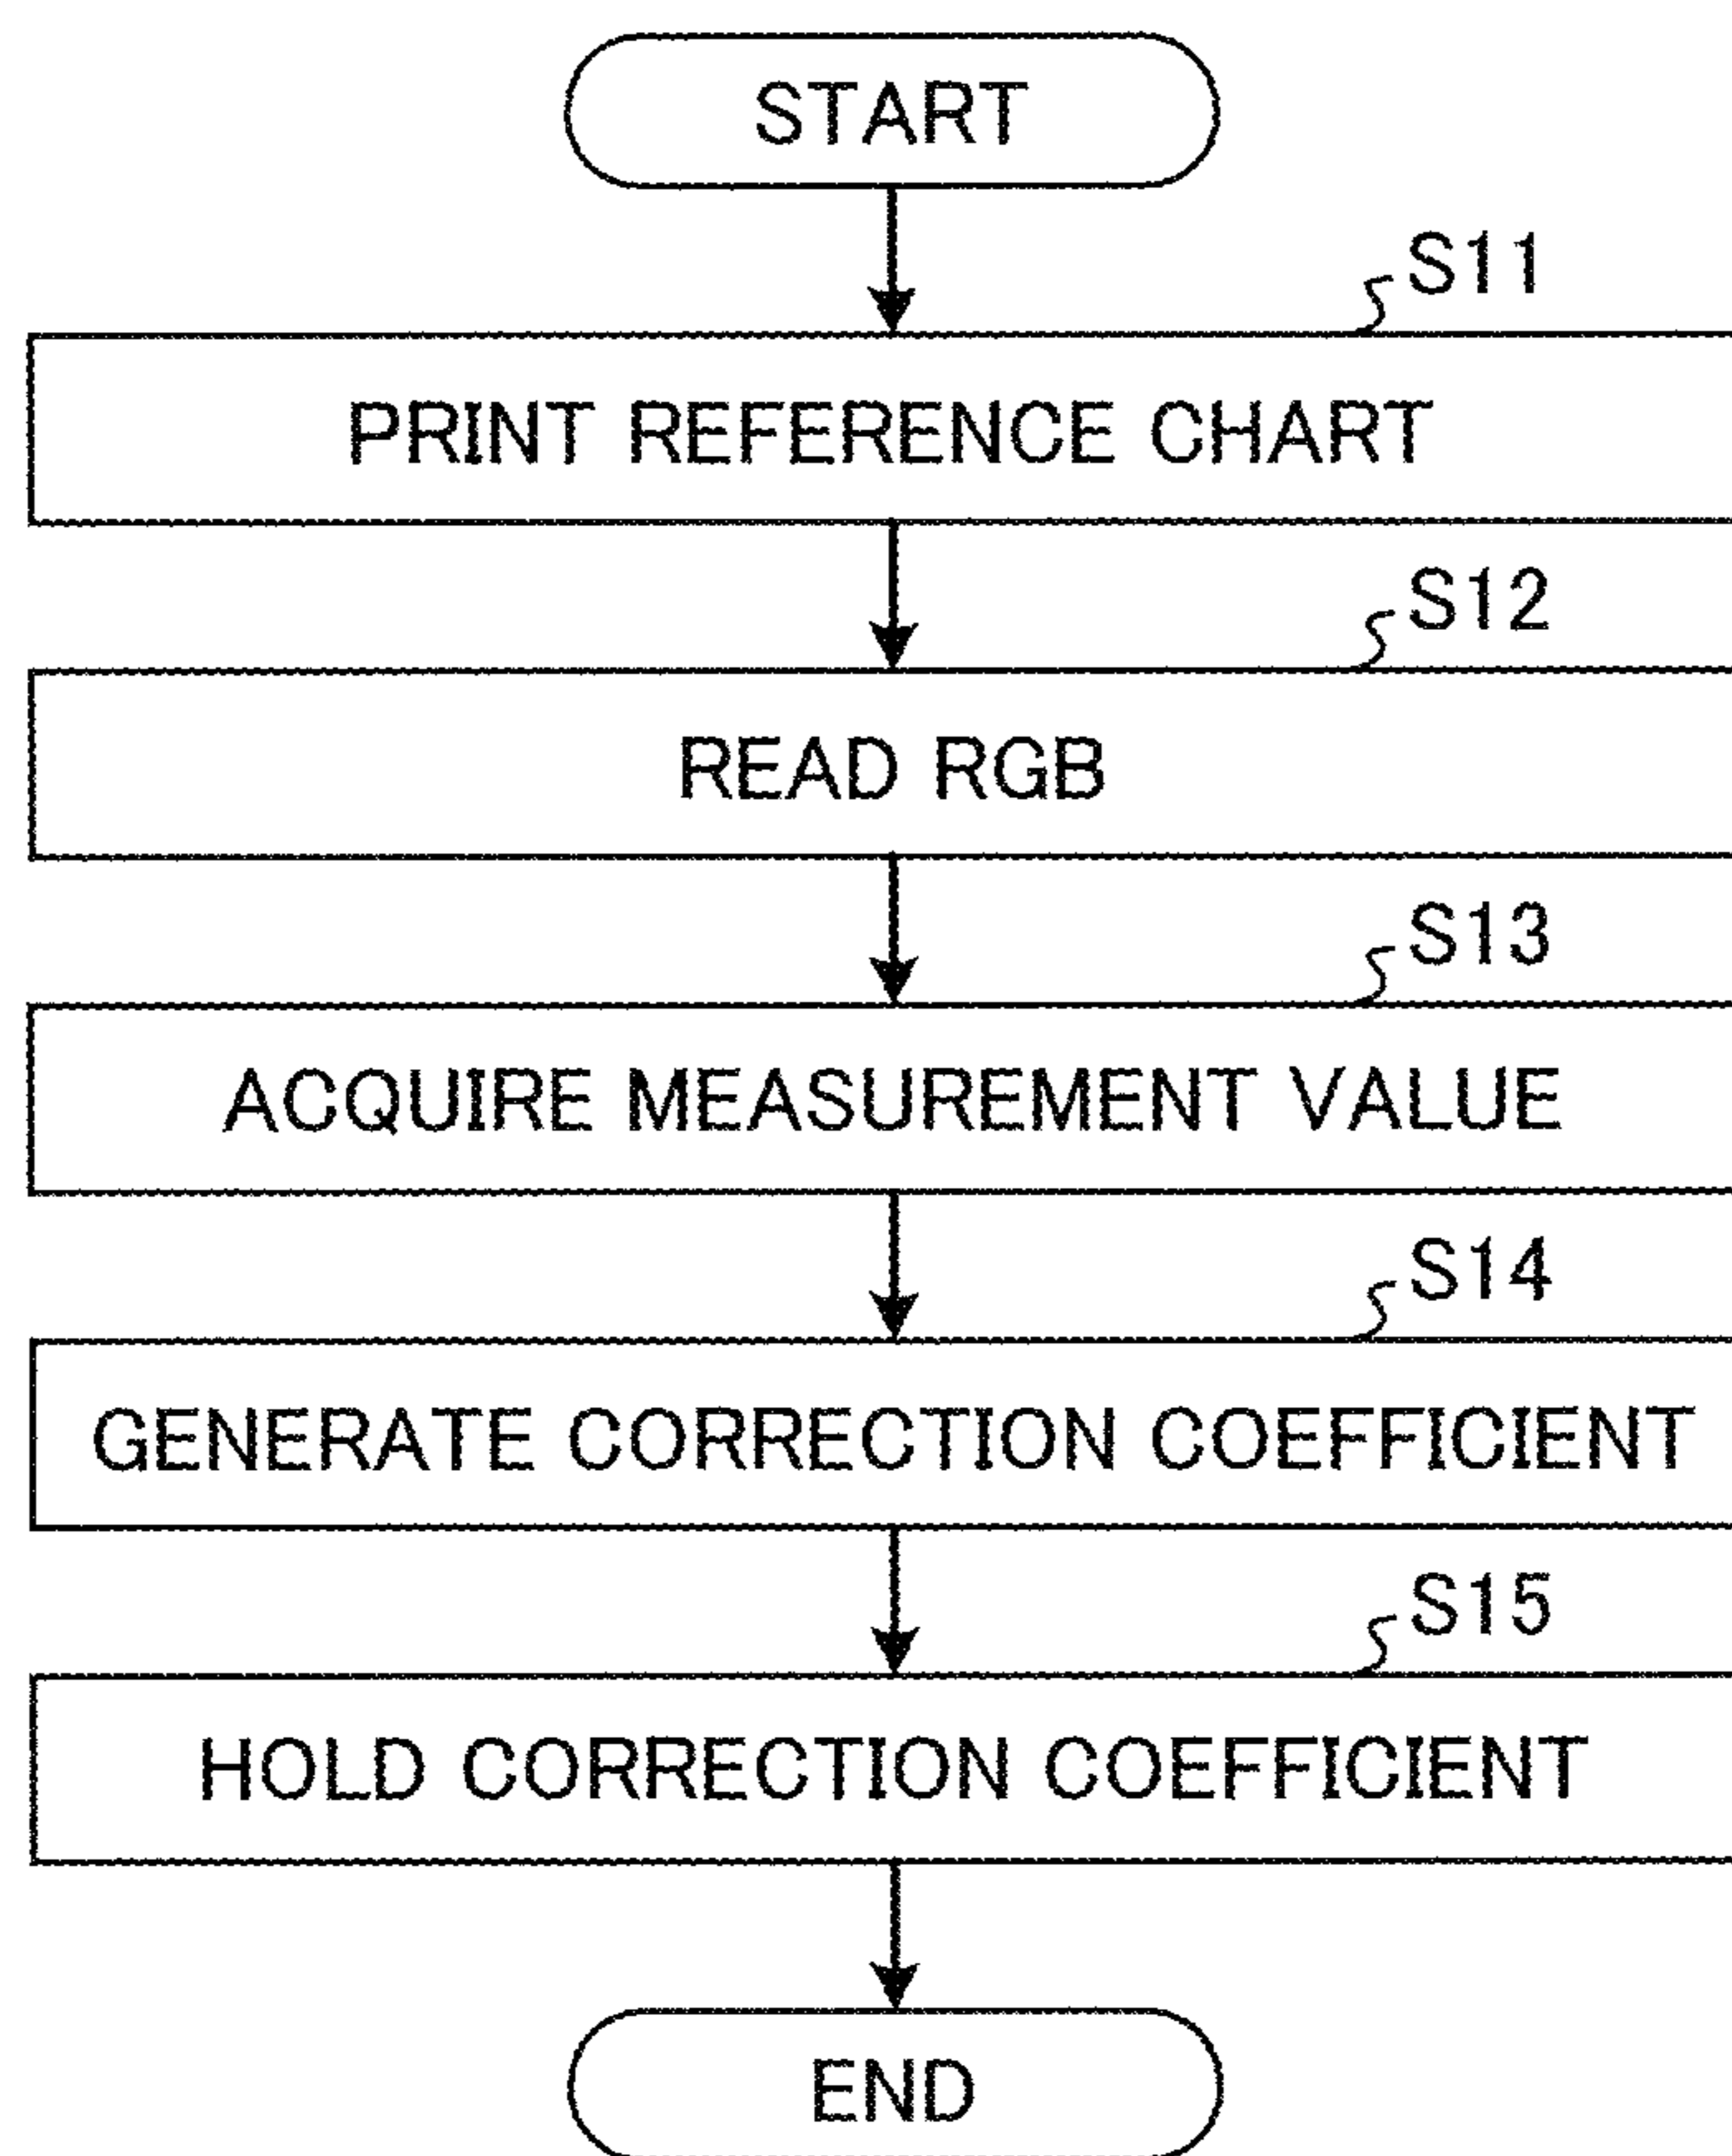 START
S11
PRINT REFERENCE CHART
S12
READ RGB
S13
ACQUIRE MEASUREMENT VALUE
S14
GENERATE CORRECTION COEFFICIENT
S15
HOLD CORRECTION COEFFICIENT
END